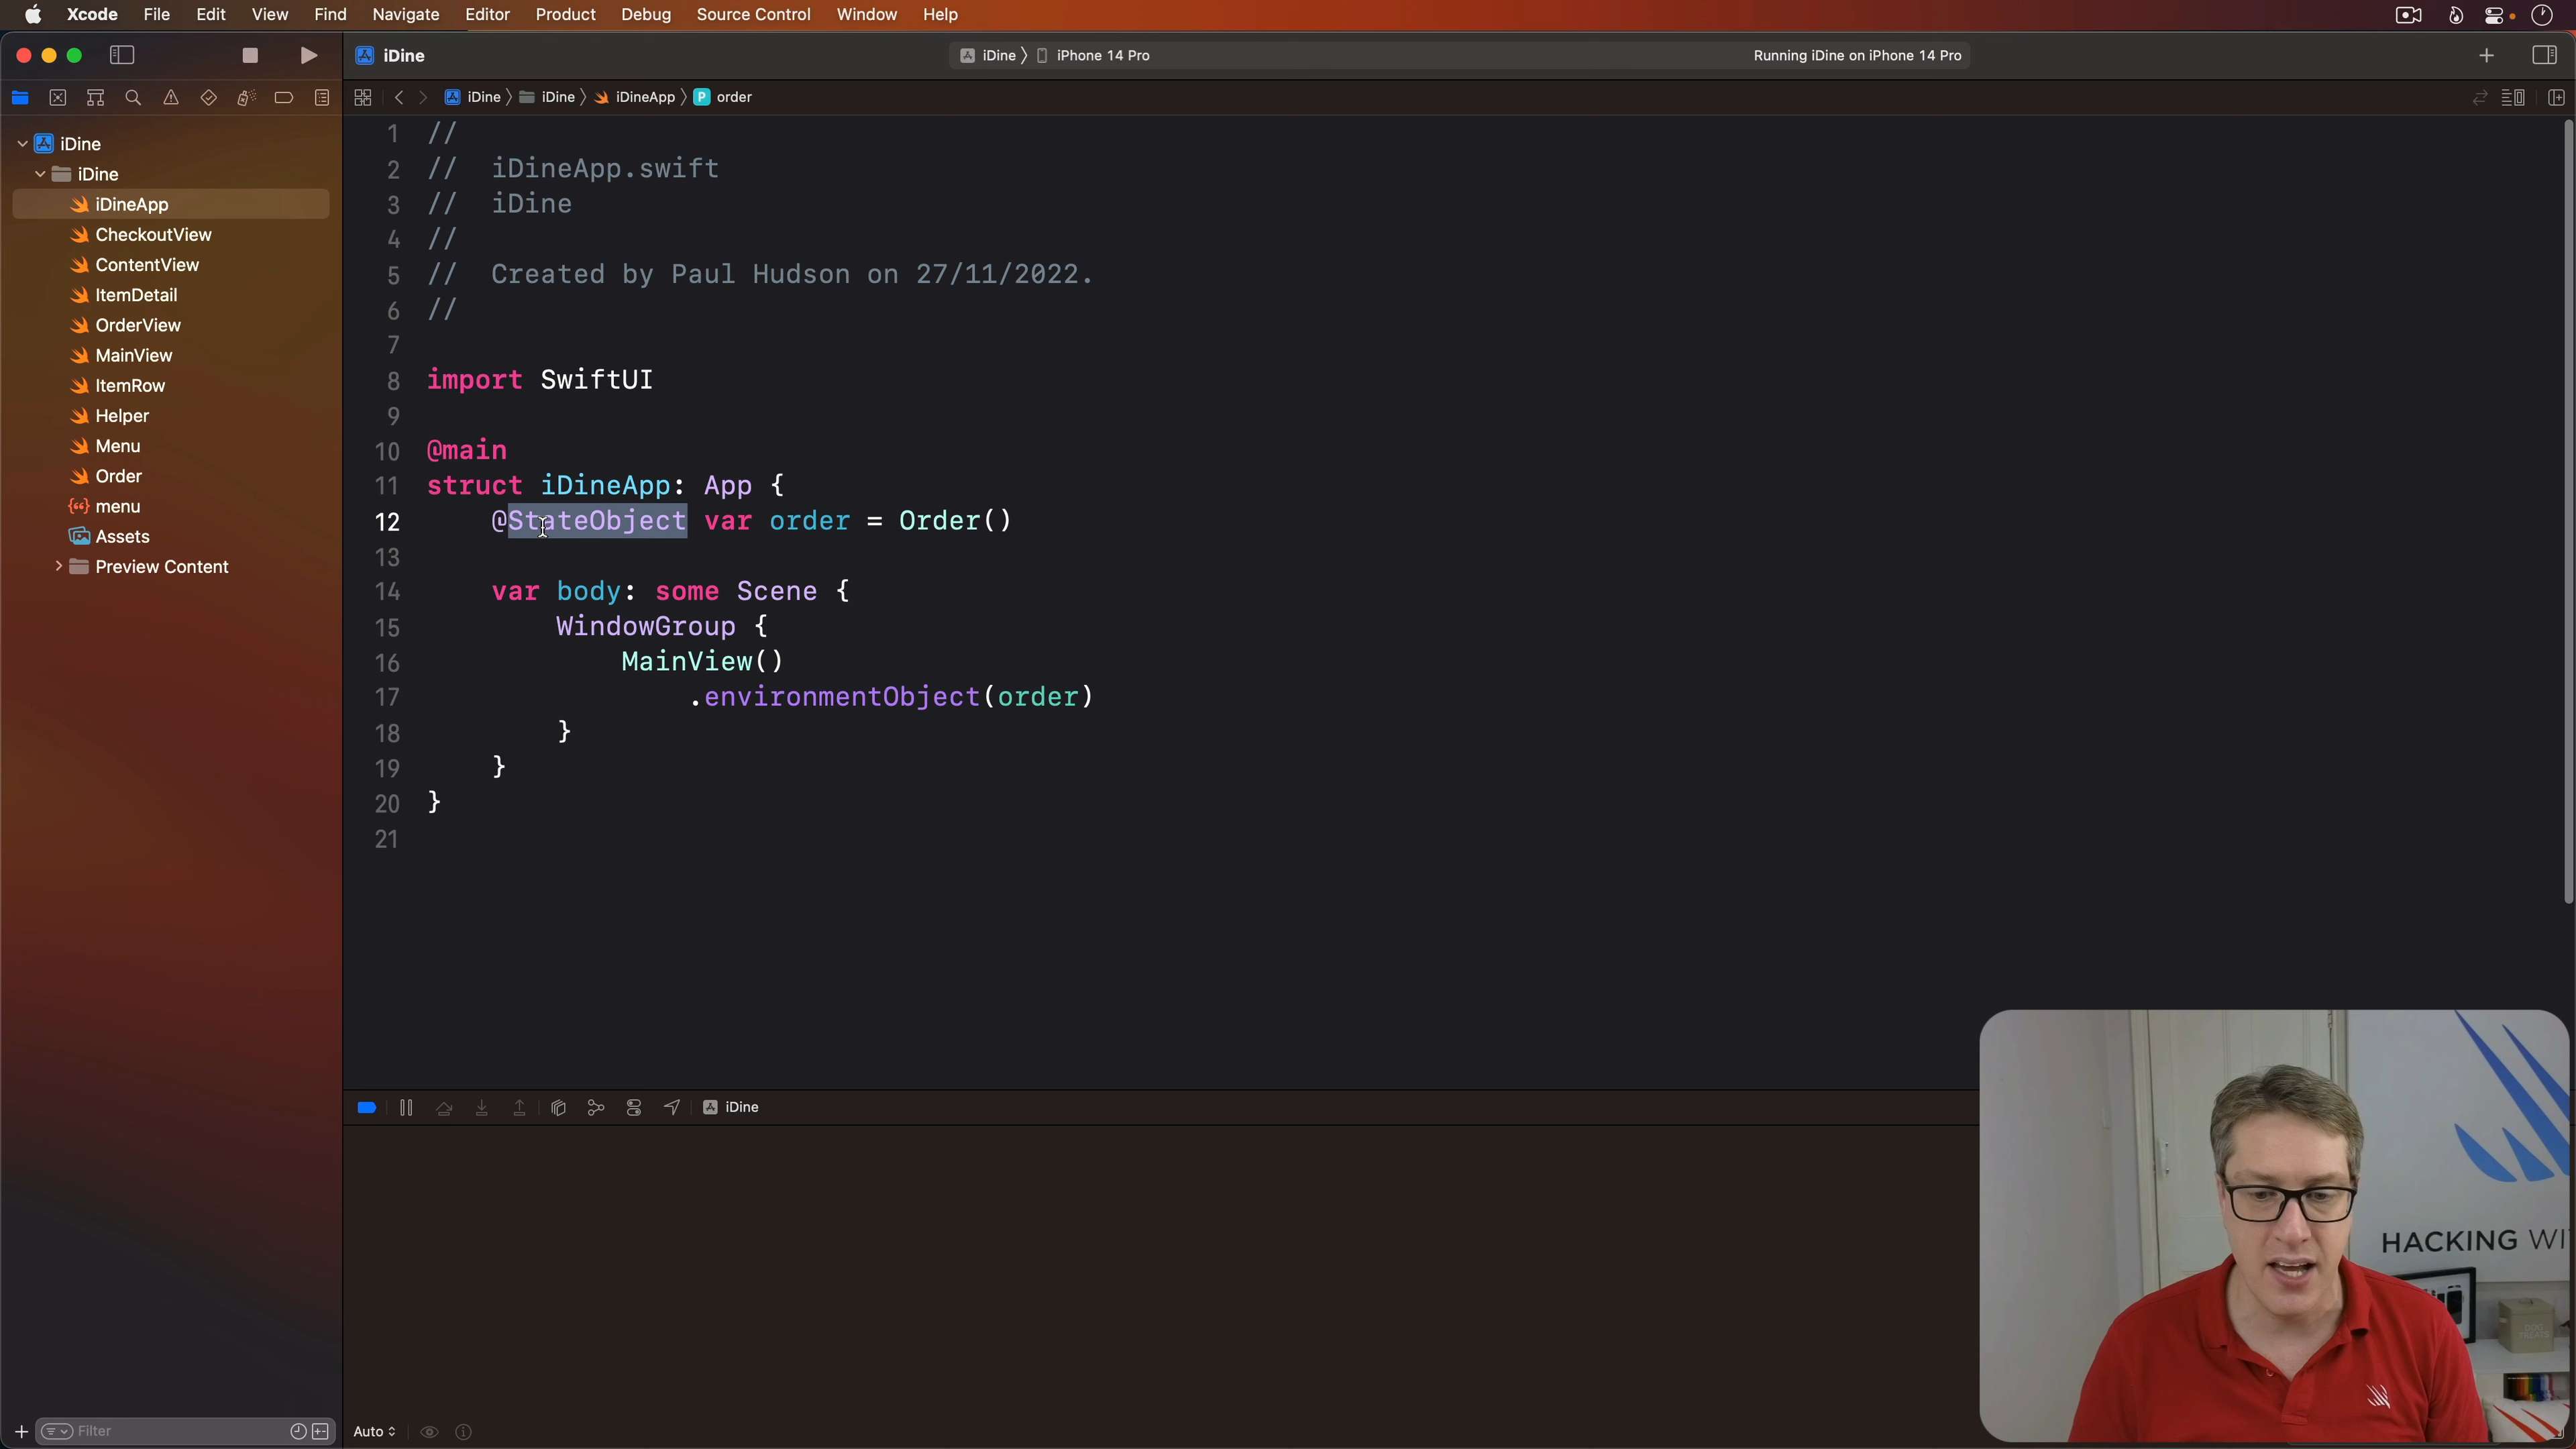 Xcode File Edit View Find Navigate Editor Product Debug Source Control Window Help
iDine
iDine 〉 iPhone 14 Pro
Running iDine on iPhone 14 Pro
iDine 〉 iDine 〉 iDineApp 〉 P order
iDine
iDine
iDineApp
CheckoutView
ContentView
ItemDetail
OrderView
MainView
ItemRow
Helper
Menu
Order
menu
Assets
Preview Content
Filter
1 //
2 //  iDineApp.swift
3 //  iDine
4 //
5 //  Created by Paul Hudson on 27/11/2022.
6 //
7
8 import SwiftUI
9
10 @main
11 struct iDineApp: App {
12     @StateObject var order = Order()
13
14     var body: some Scene {
15         WindowGroup {
16             MainView()
17                 .environmentObject(order)
18         }
19     }
20 }
21
iDine
Auto
HACKING WI
DOG
TREATS